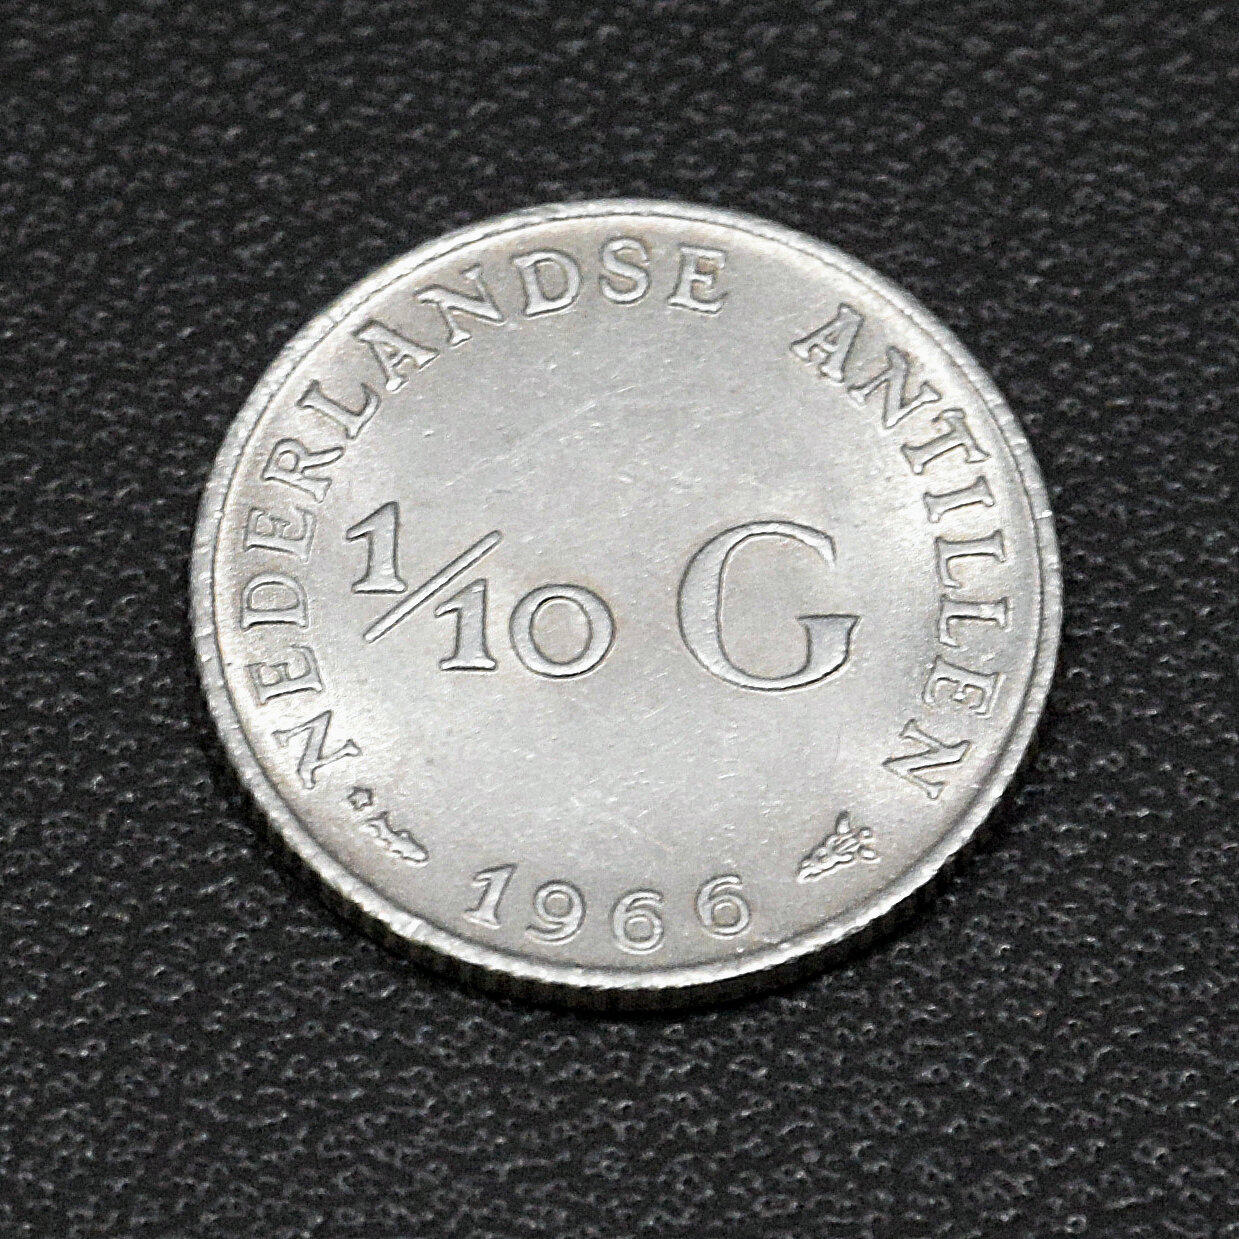 NEDERLANDSE ANTILLEN
1/10 G
1966